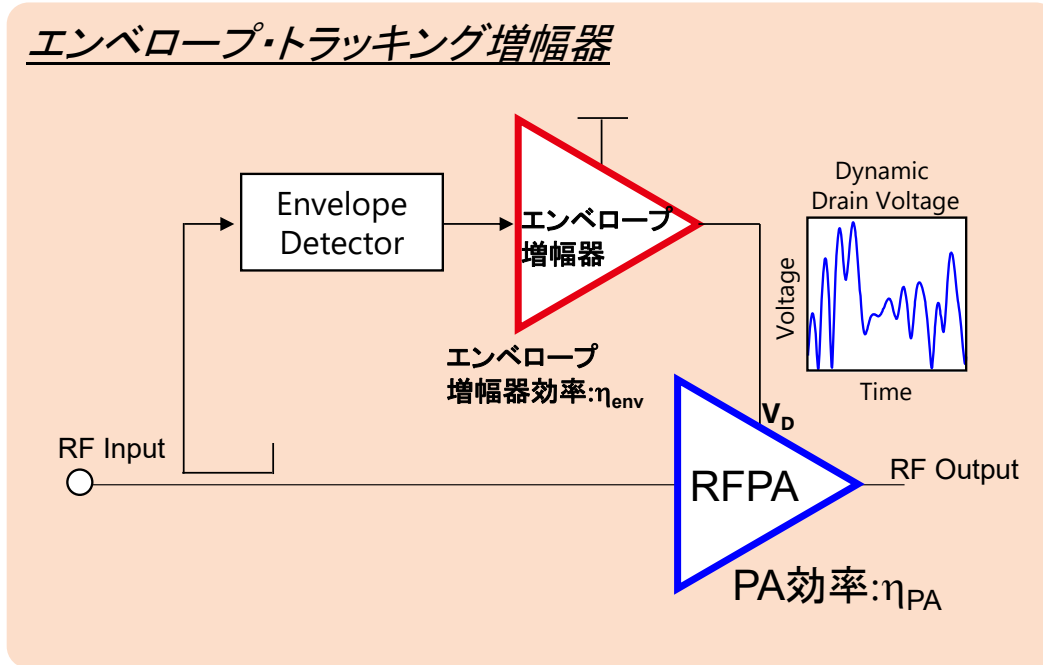 エンベロープ・トラッキング増幅器
Envelope
Detector
エンベロープ
増幅器
Dynamic
Drain Voltage
Voltage
Time
エンベロープ
増幅器効率:ηenv
VD
RF Input
RFPA
RF Output
PA効率:ηPA